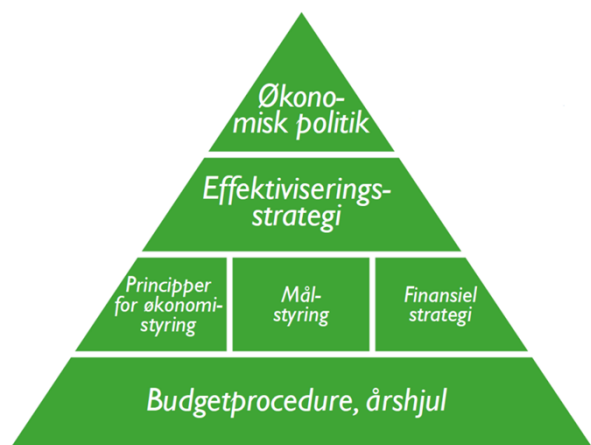 Økono-
misk politik
Effektiviserings-
strategi
Principper
for økonomi-
styring
Mål-
styring
Finansiel
strategi
Budgetprocedure, årshjul